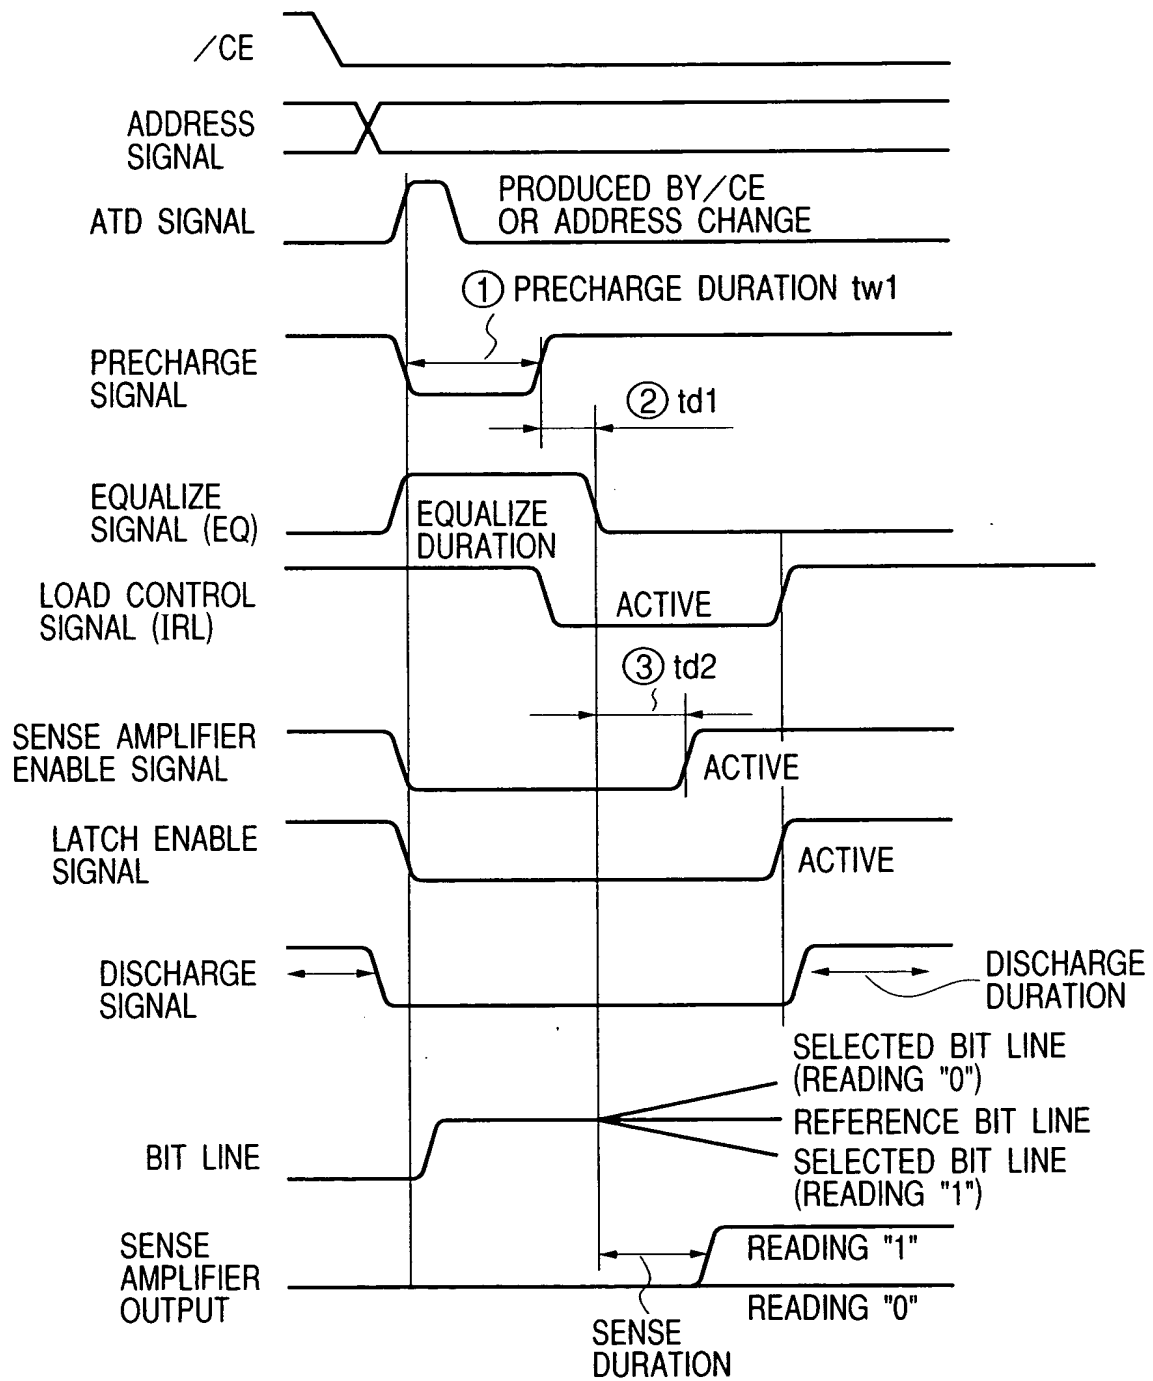 /CE
ADDRESS
SIGNAL
ATD SIGNAL
PRODUCED BY/CE
OR ADDRESS CHANGE
① PRECHARGE DURATION tw1
PRECHARGE
SIGNAL
② td1
EQUALIZE
SIGNAL (EQ)
EQUALIZE
DURATION
LOAD CONTROL
SIGNAL (IRL)
ACTIVE
③ td2
SENSE AMPLIFIER
ENABLE SIGNAL
ACTIVE
LATCH ENABLE
SIGNAL
ACTIVE
DISCHARGE
SIGNAL
DISCHARGE
DURATION
SELECTED BIT LINE
(READING "0")
REFERENCE BIT LINE
BIT LINE
SELECTED BIT LINE
(READING "1")
SENSE
AMPLIFIER
OUTPUT
READING "1"
READING "0"
SENSE
DURATION